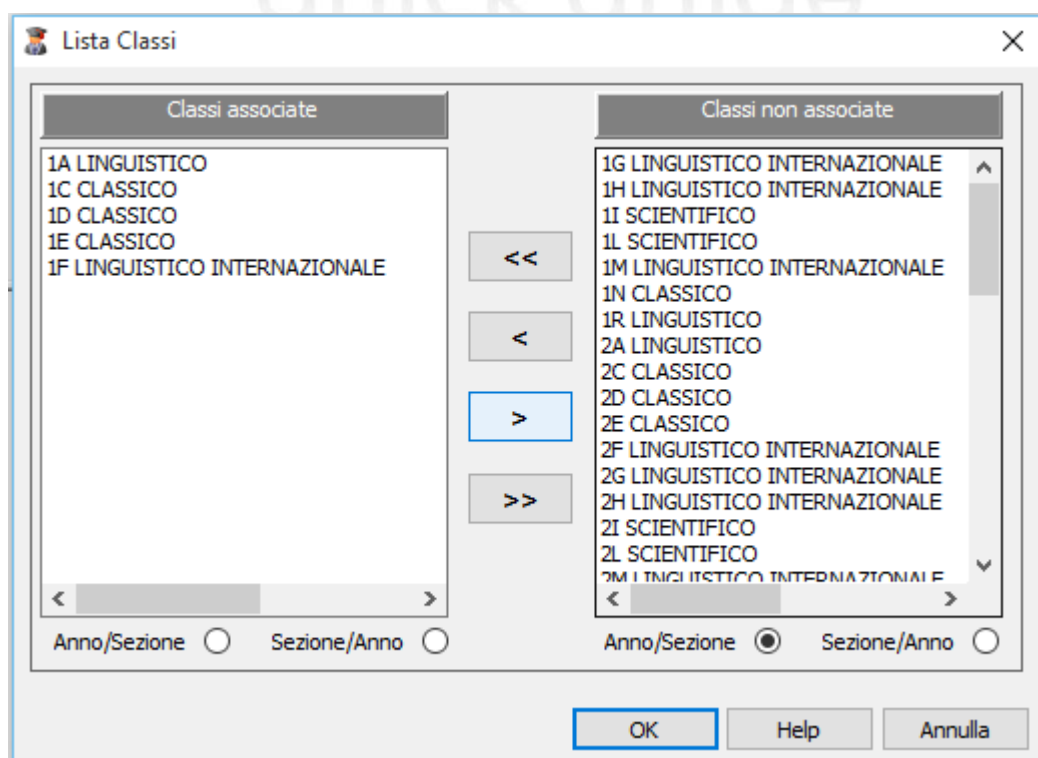 Lista Classi
Classi associate
1A LINGUISTICO
1C CLASSICO
1D CLASSICO
1E CLASSICO
1F LINGUISTICO INTERNAZIONALE
Anno/Sezione Sezione/Anno
<<
<
>
>>
Classi non associate
1G LINGUISTICO INTERNAZIONALE
1H LINGUISTICO INTERNAZIONALE
1I SCIENTIFICO
1L SCIENTIFICO
1M LINGUISTICO INTERNAZIONALE
1N CLASSICO
1R LINGUISTICO
2A LINGUISTICO
2C CLASSICO
2D CLASSICO
2E CLASSICO
2F LINGUISTICO INTERNAZIONALE
2G LINGUISTICO INTERNAZIONALE
2H LINGUISTICO INTERNAZIONALE
2I SCIENTIFICO
2L SCIENTIFICO
2M LINGUISTICO INTERNAZIONALE
Anno/Sezione Sezione/Anno
OK Help Annulla